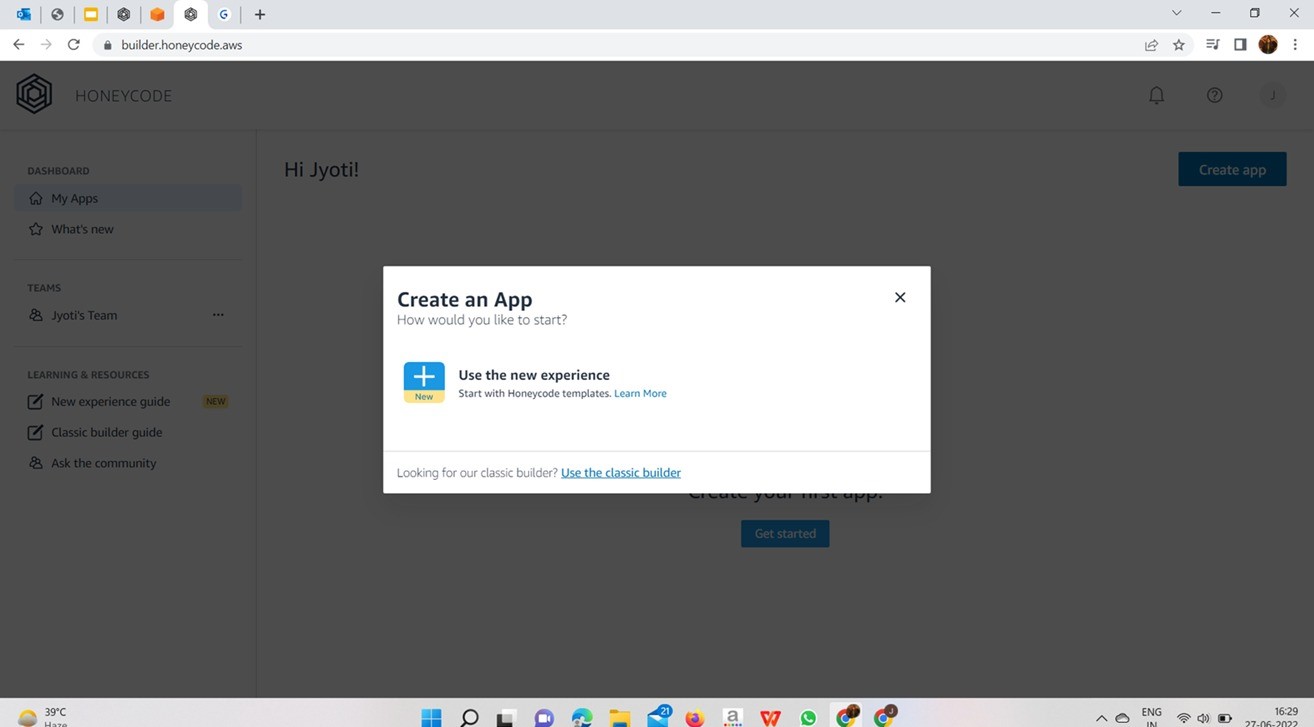 builder.honeycode.aws
HONEYCODE
J
DASHBOARD
My Apps
What's new
TEAMS
Jyoti's Team
LEARNING & RESOURCES
New experience guide NEW
Classic builder guide
Ask the community
Hi Jyoti!
Create app
Create an App
How would you like to start?
New
Use the new experience
Start with Honeycode templates. Learn More
Looking for our classic builder? Use the classic builder
Create your first app!
Get started
39°C
Haze
21
a
J
ENG
IN
16:29
27-06-2022